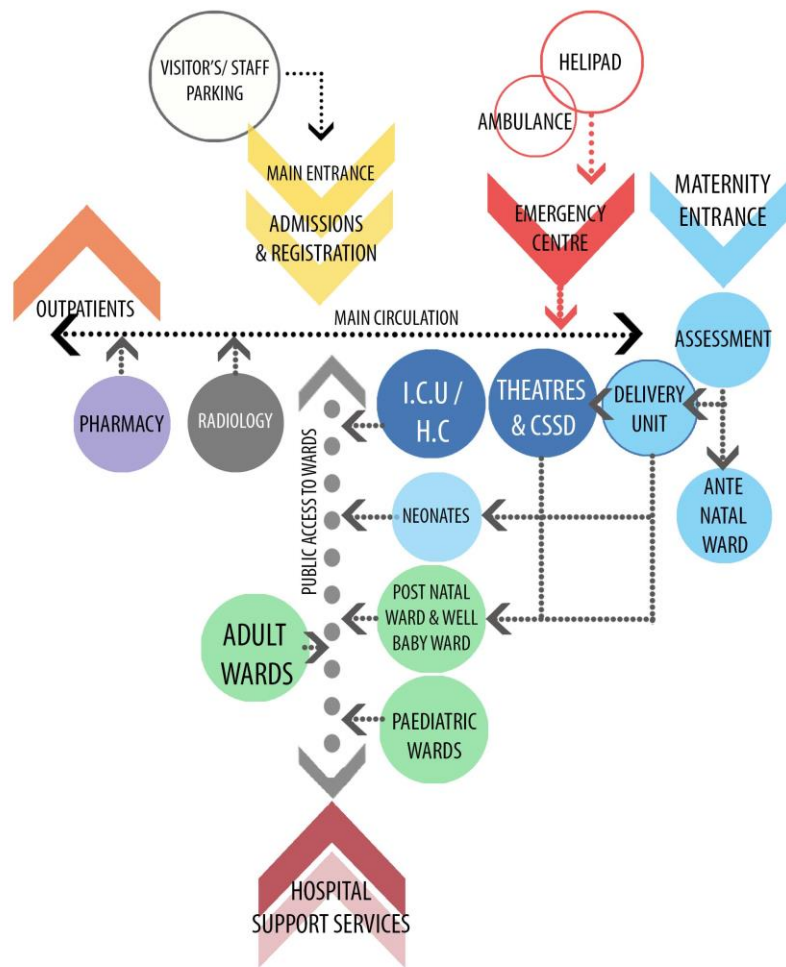 VISITOR'S/ STAFF
PARKING
HELIPAD
AMBULANCE
MAIN ENTRANCE
ADMISSIONS
& REGISTRATION
EMERGENCY
CENTRE
MATERNITY
ENTRANCE
OUTPATIENTS
MAIN CIRCULATION
ASSESSMENT
PHARMACY
RADIOLOGY
I.C.U /
H.C
THEATRES
& CSSD
DELIVERY
UNIT
ANTE
NATAL
WARD
PUBLIC ACCESS TO WARDS
NEONATES
POST NATAL
WARD & WELL
BABY WARD
ADULT
WARDS
PAEDIATRIC
WARDS
HOSPITAL
SUPPORT SERVICES